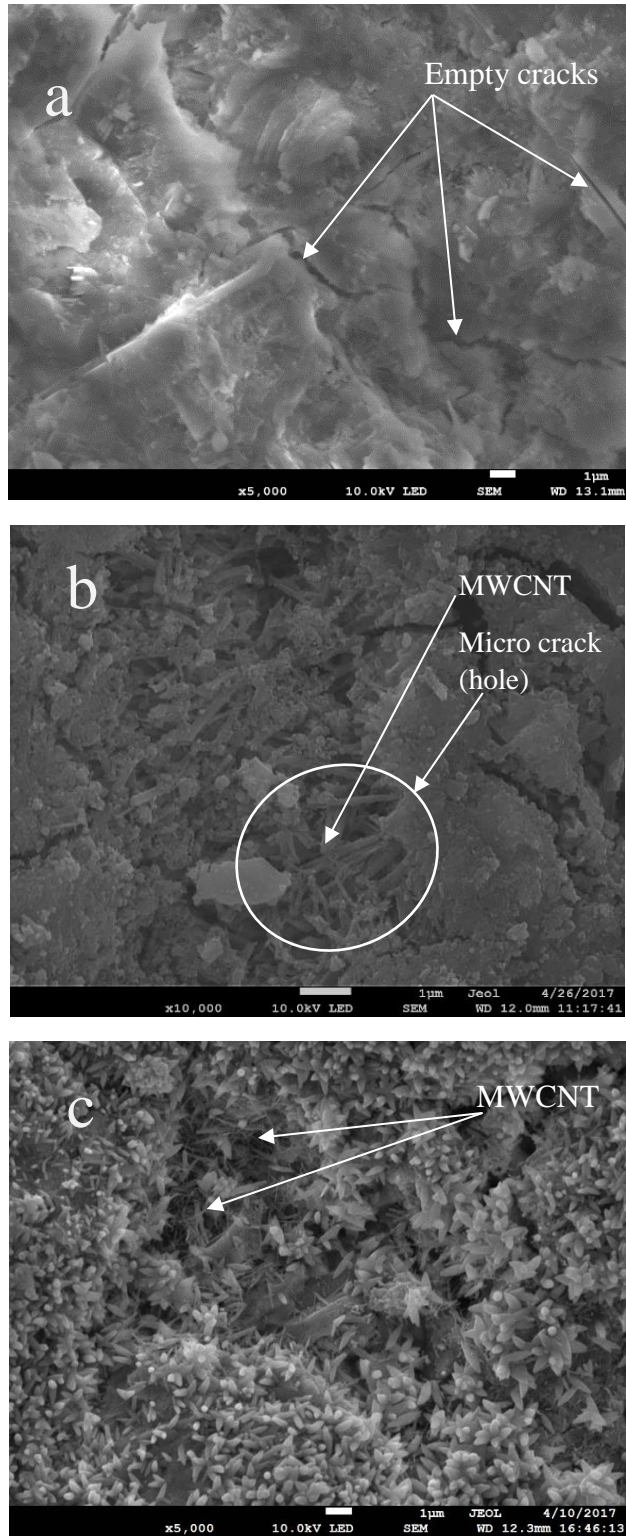 a
Empty cracks
1µm
x5,000 10.0kV LED SEM WD 13.1mm
b
MWCNT
Micro crack
(hole)
1µm Jeol 4/26/2017
x10,000 10.0kV LED SEM WD 12.0mm 11:17:41
c
MWCNT
1µm JEOL 4/10/2017
x5,000 10.0kV LED SEM WD 12.3mm 16:46:13